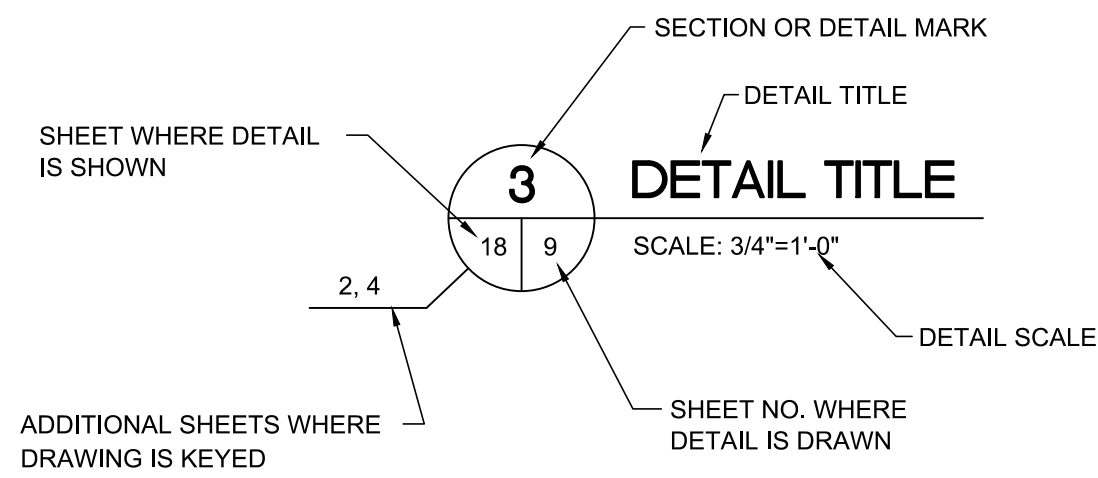 SECTION OR DETAIL MARK
DETAIL TITLE
SHEET WHERE DETAIL
IS SHOWN
3
DETAIL TITLE
18
9
SCALE: 3/4"=1'-0"
2, 4
DETAIL SCALE
ADDITIONAL SHEETS WHERE
DRAWING IS KEYED
SHEET NO. WHERE
DETAIL IS DRAWN